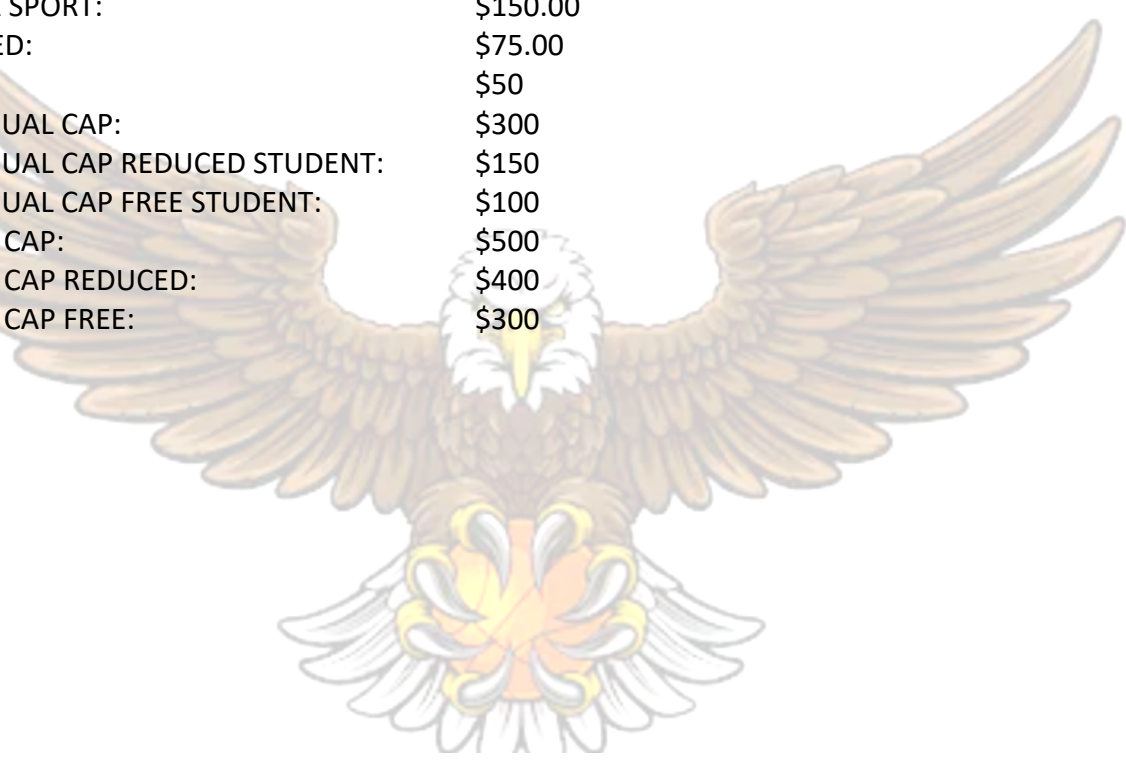 SPORT: $150.00
ED: $75.00
$50
UAL CAP: $300
UAL CAP REDUCED STUDENT: $150
UAL CAP FREE STUDENT: $100
CAP: $500
CAP REDUCED: $400
CAP FREE: $300